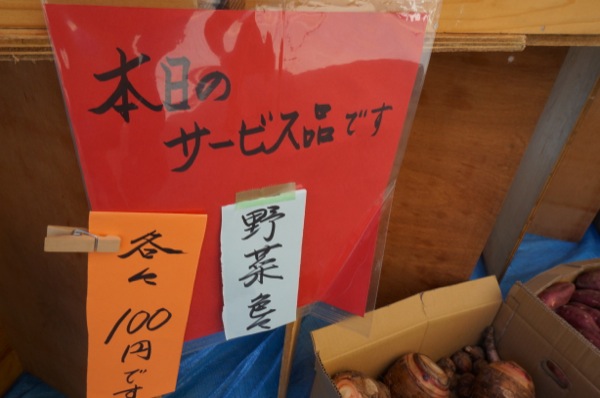 本日の
サービス品です
野菜色々
各々
100円です